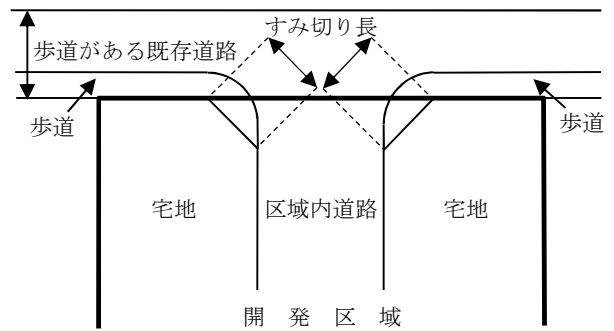 すみ切り長
歩道がある既存道路
歩道
歩道
宅地
区域内道路
宅地
開発区域